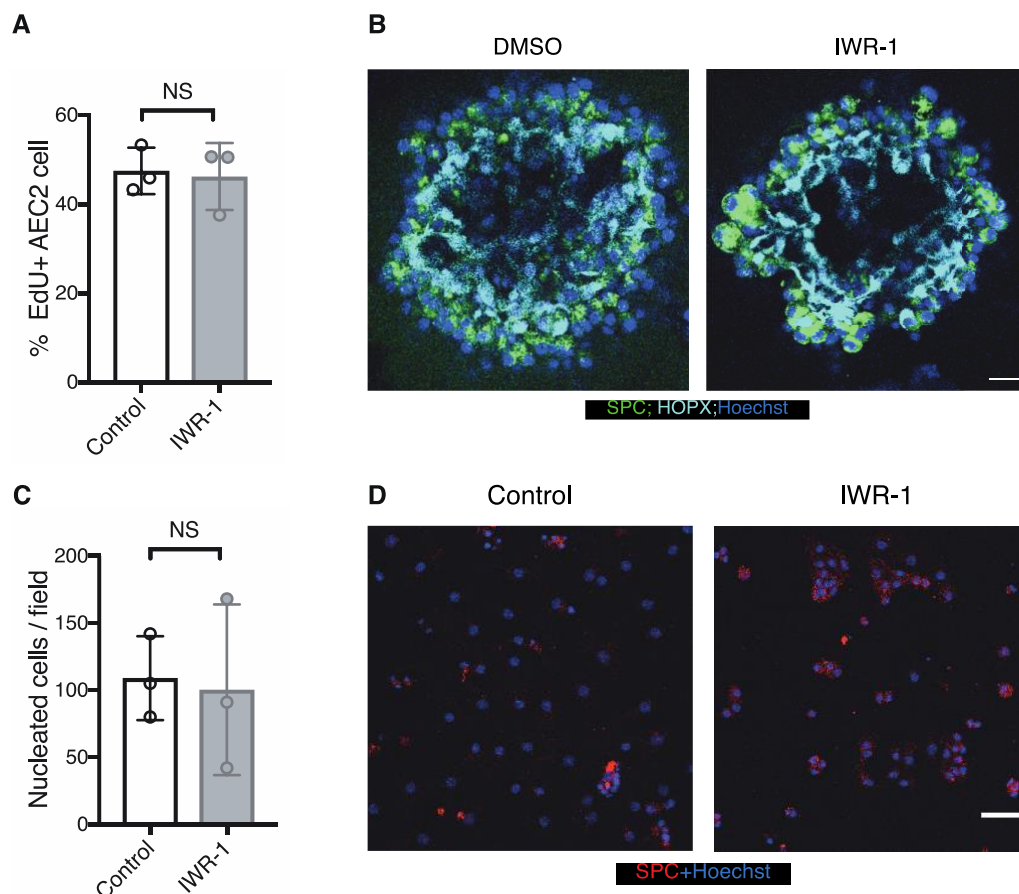 A
NS
% EdU+ AEC2 cell
60
40
20
0
Control
IWR-1
B
DMSO
IWR-1
SPC; HOPX;Hoechst
C
NS
Nucleated cells / field
200
150
100
50
0
Control
IWR-1
D
Control
IWR-1
SPC+Hoechst